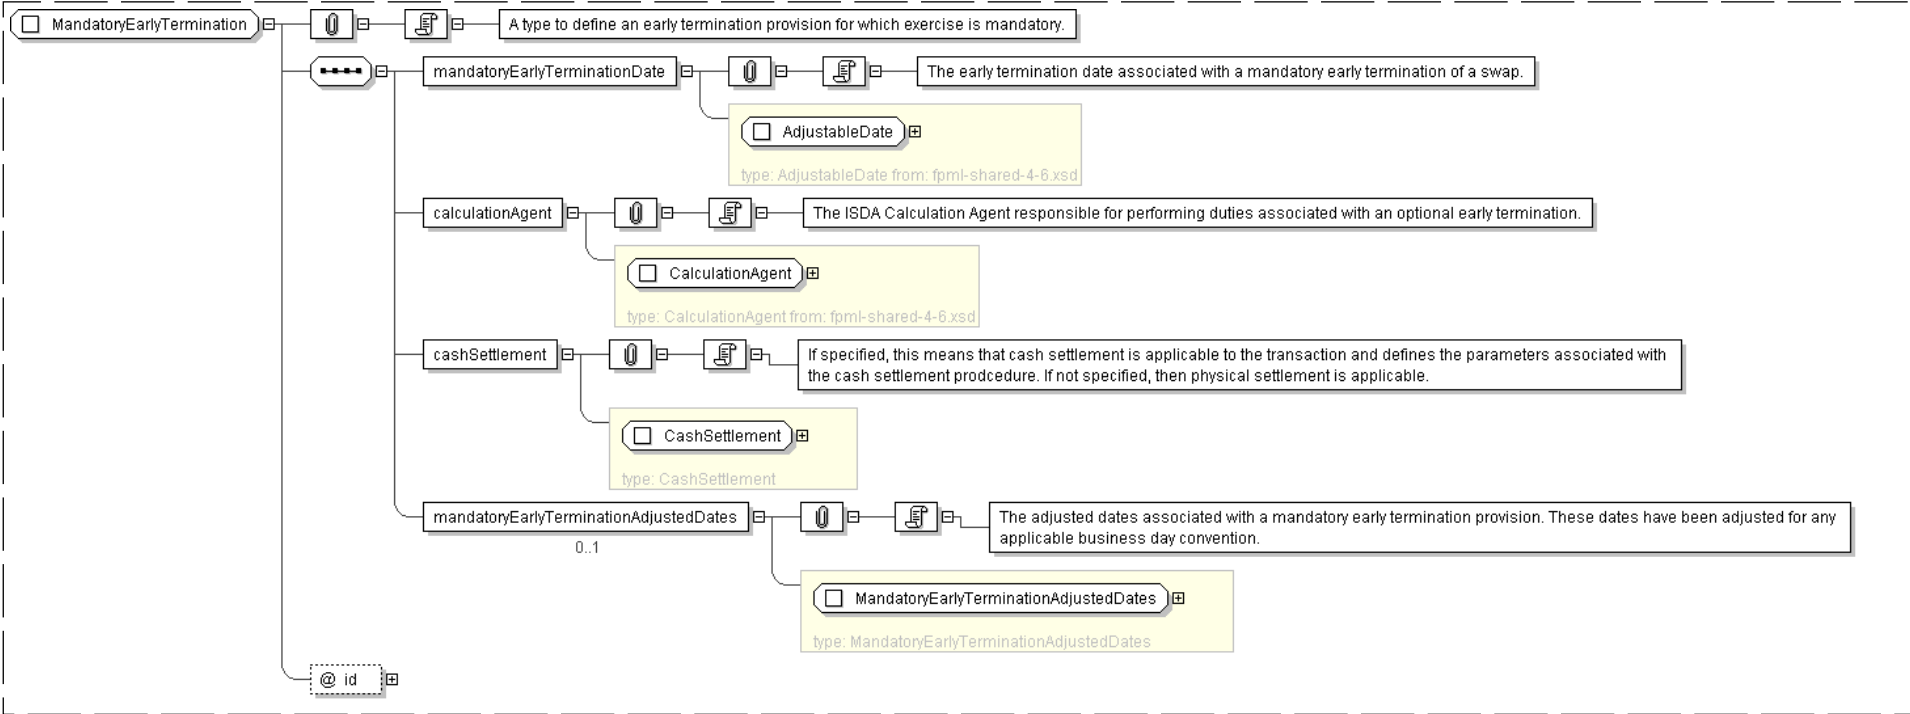 MandatoryEarlyTermination
A type to define an early termination provision for which exercise is mandatory.
mandatoryEarlyTerminationDate
The early termination date associated with a mandatory early termination of a swap.
AdjustableDate
type: AdjustableDate from: fpml-shared-4-6.xsd
calculationAgent
The ISDA Calculation Agent responsible for performing duties associated with an optional early termination.
CalculationAgent
type: CalculationAgent from: fpml-shared-4-6.xsd
cashSettlement
If specified, this means that cash settlement is applicable to the transaction and defines the parameters associated with
the cash settlement prodcedure. If not specified, then physical settlement is applicable.
CashSettlement
type: CashSettlement
mandatoryEarlyTerminationAdjustedDates
0..1
The adjusted dates associated with a mandatory early termination provision. These dates have been adjusted for any
applicable business day convention.
MandatoryEarlyTerminationAdjustedDates
type: MandatoryEarlyTerminationAdjustedDates
@ id